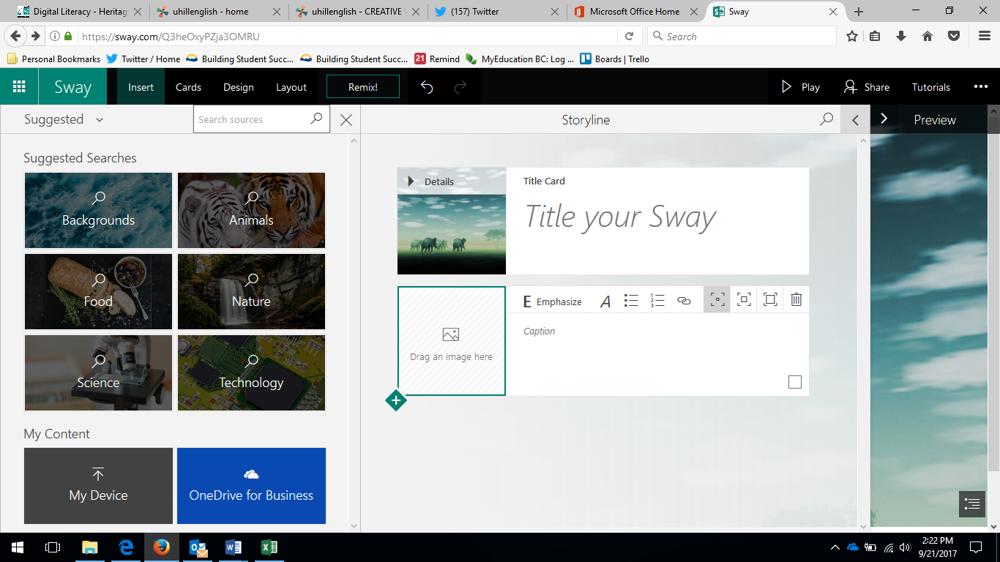 Digital Literacy - Heritag
uhillenglish - home
uhillenglish - CREATIVE
(157) Twitter
Microsoft Office Home
Sway
https://sway.com/Q3heOxyPZja3OMRU
Search
Personal Bookmarks
Twitter / Home
Building Student Succ...
Building Student Succ...
21 Remind
MyEducation BC: Log ...
Boards | Trello
Sway
Insert
Cards
Design
Layout
Remix!
Play
Share
Tutorials
Suggested
Search sources
Storyline
Preview
Suggested Searches
Backgrounds
Animals
Food
Nature
Science
Technology
My Content
My Device
OneDrive for Business
Details
Title Card
Title your Sway
E Emphasize
A
Drag an image here
Caption
2:22 PM
9/21/2017